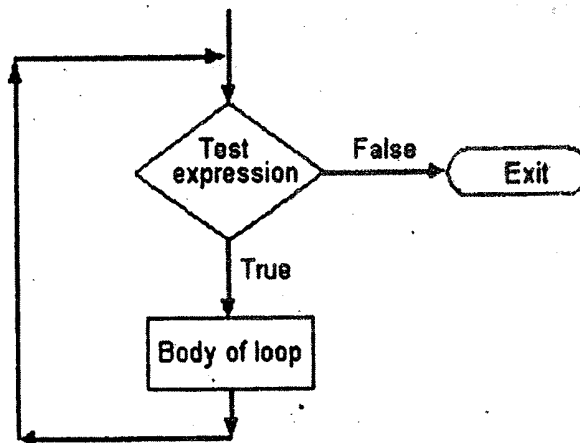 Test
expression
False
Exit
True
Body of loop